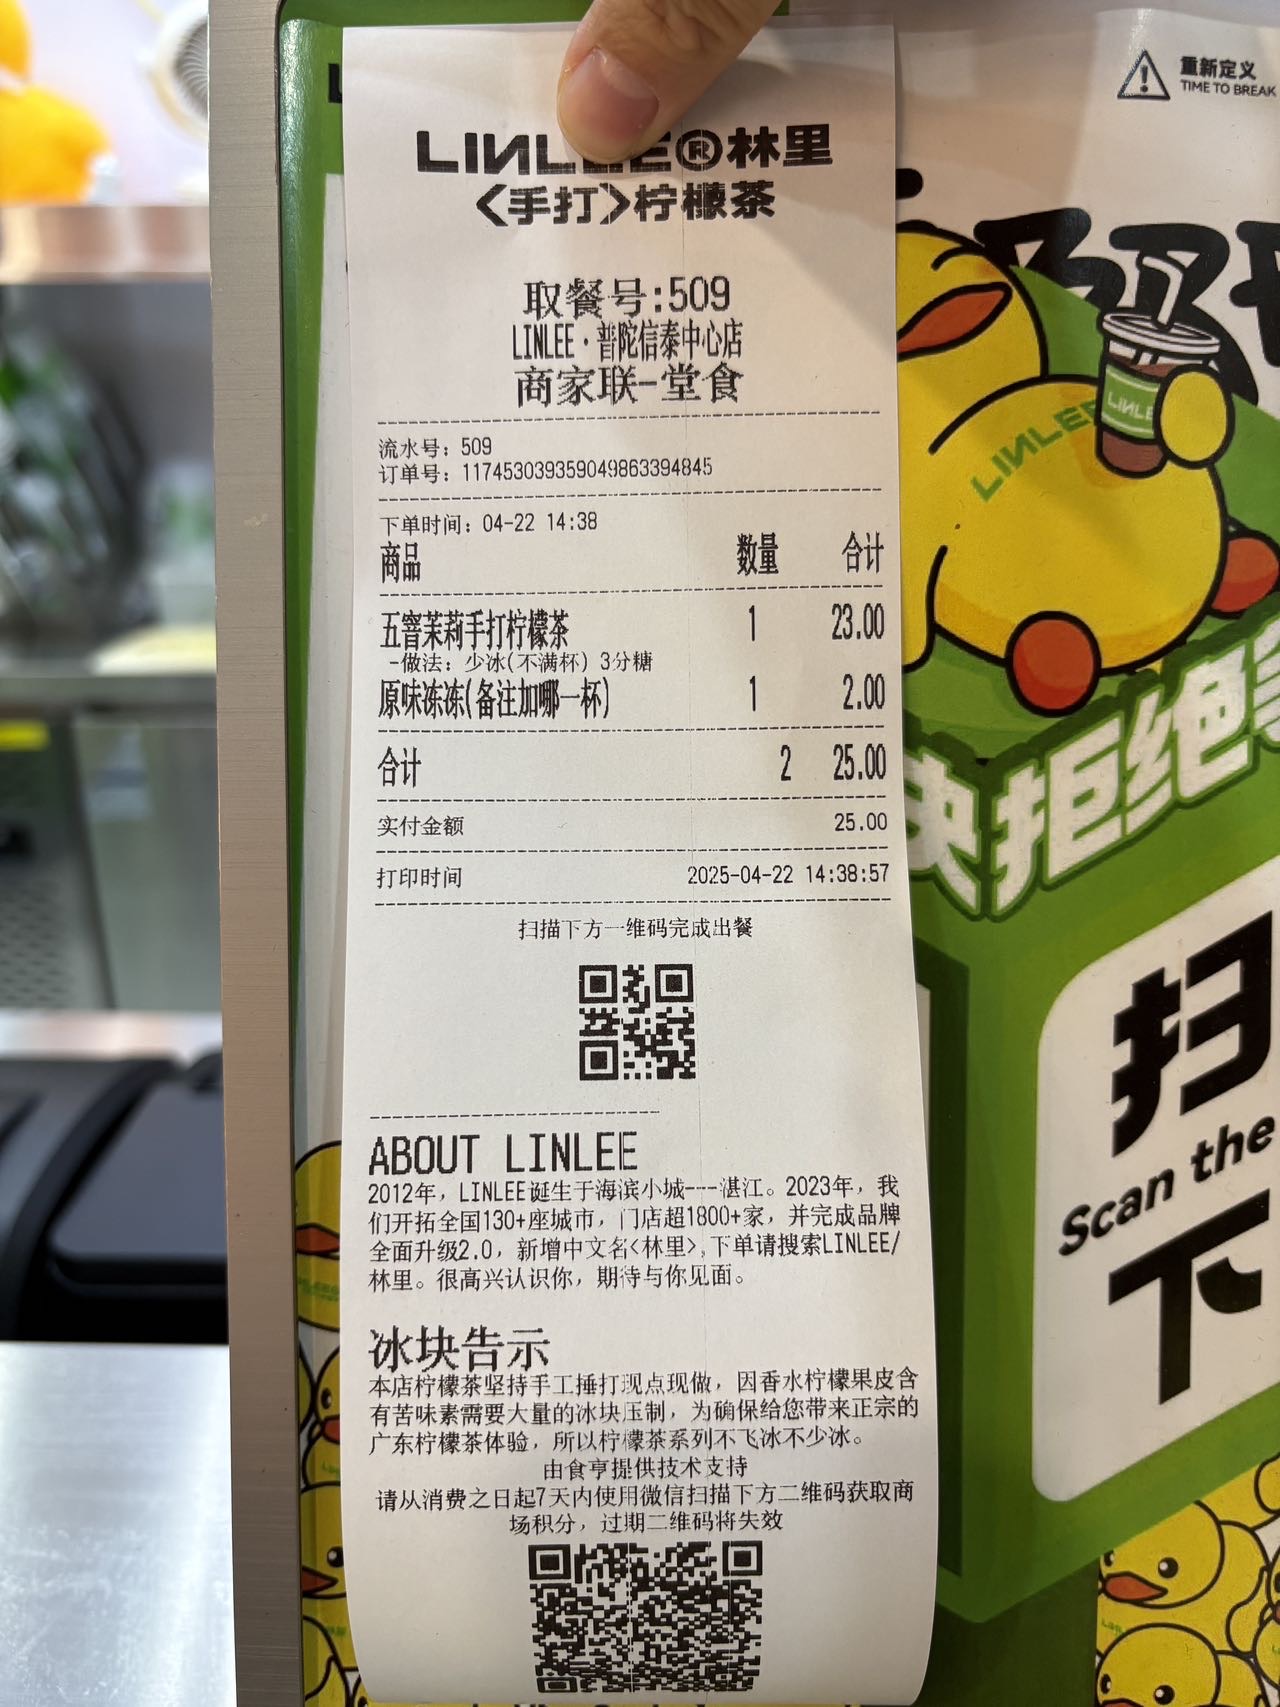 LINLEE®林里
〈手打〉柠檬茶
取餐号:509
LINLEE·普陀信泰中心店
商家联-堂食
流水号：509
订单号：117453039359049863394845
下单时间：04-22 14:38
商品 数量 合计
五窨茉莉手打柠檬茶 1 23.00
-做法：少冰(不满杯) 3分糖
原味冻冻(备注加哪一杯) 1 2.00
合计 2 25.00
实付金额 25.00
打印时间 2025-04-22 14:38:57
扫描下方一维码完成出餐
ABOUT LINLEE
2012年，LINLEE诞生于海滨小城---湛江。2023年，我
们开拓全国130+座城市，门店超1800+家，并完成品牌
全面升级2.0，新增中文名<林里>,下单请搜索LINLEE/
林里。很高兴认识你，期待与你见面。
冰块告示
本店柠檬茶坚持手工捶打现点现做，因香水柠檬果皮含
有苦味素需要大量的冰块压制，为确保给您带来正宗的
广东柠檬茶体验，所以柠檬茶系列不飞冰不少冰。
由食亨提供技术支持
请从消费之日起7天内使用微信扫描下方二维码获取商
场积分，过期二维码将失效
重新定义
TIME TO BREAK
LINLEE
LINLE
拒绝
扫
Scan the
下